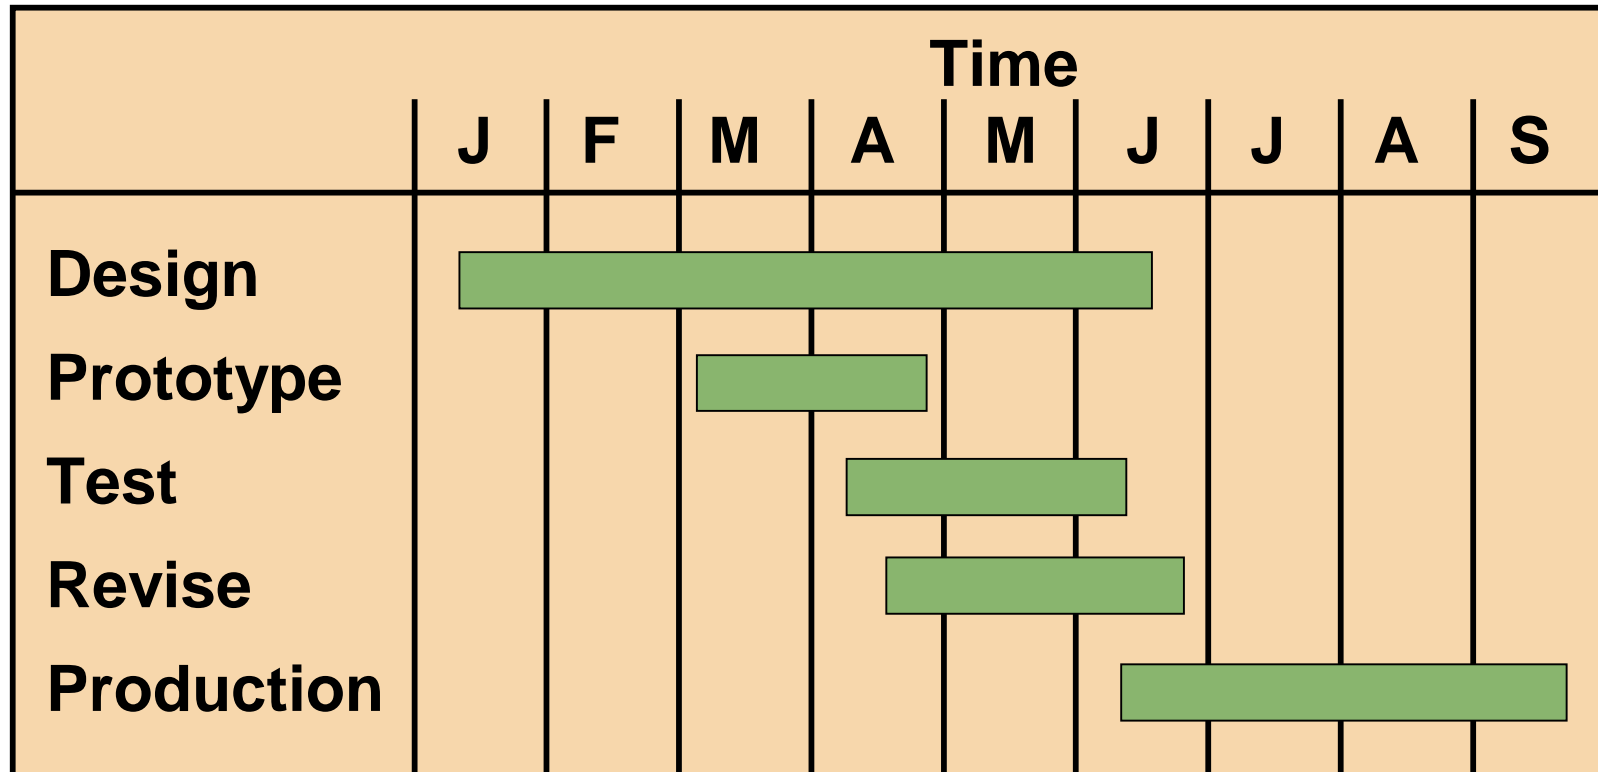 Time
J F M A M J J A S
Design
Prototype
Test
Revise
Production